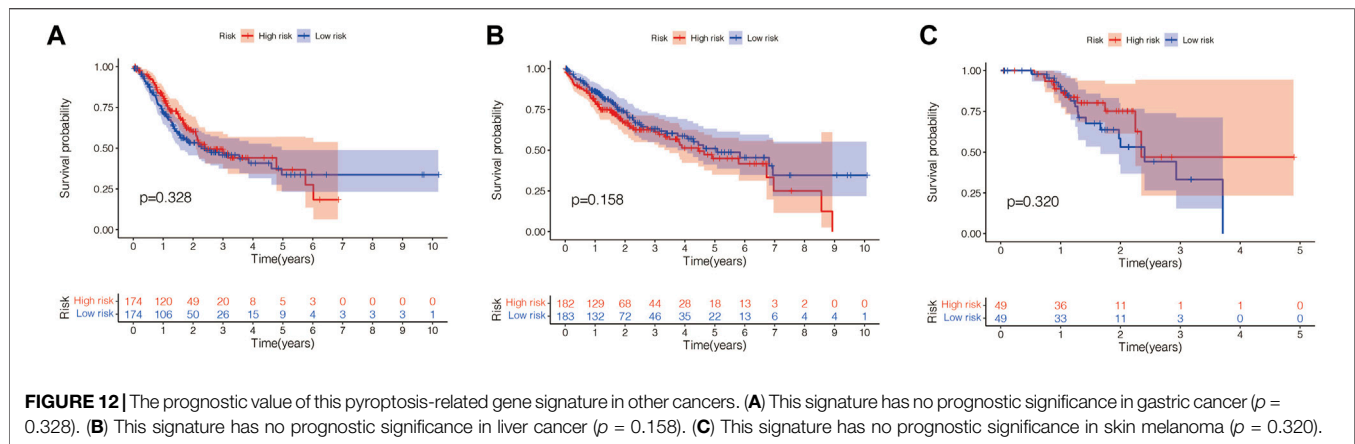 A
Risk High risk Low risk
Survival probability
1.00
0.75
0.50
0.25
0.00
p=0.328
0 1 2 3 4 5 6 7 8 9 10
Time(years)
Risk
High risk 174 120 49 20 8 5 3 0 0 0 0
Low risk 174 106 50 26 15 9 4 3 3 3 1
0 1 2 3 4 5 6 7 8 9 10
Time(years)
B
Risk High risk Low risk
Survival probability
1.00
0.75
0.50
0.25
0.00
p=0.158
0 1 2 3 4 5 6 7 8 9 10
Time(years)
Risk
High risk 182 129 68 44 28 18 13 3 2 0 0
Low risk 183 132 72 46 35 22 13 6 4 4 1
0 1 2 3 4 5 6 7 8 9 10
Time(years)
C
Risk High risk Low risk
Survival probability
1.00
0.75
0.50
0.25
0.00
p=0.320
0 1 2 3 4 5
Time(years)
Risk
High risk 49 36 11 1 1 0
Low risk 49 33 11 3 0 0
0 1 2 3 4 5
Time(years)
FIGURE 12 | The prognostic value of this pyroptosis-related gene signature in other cancers. (A) This signature has no prognostic significance in gastric cancer (p =
0.328). (B) This signature has no prognostic significance in liver cancer (p = 0.158). (C) This signature has no prognostic significance in skin melanoma (p = 0.320).